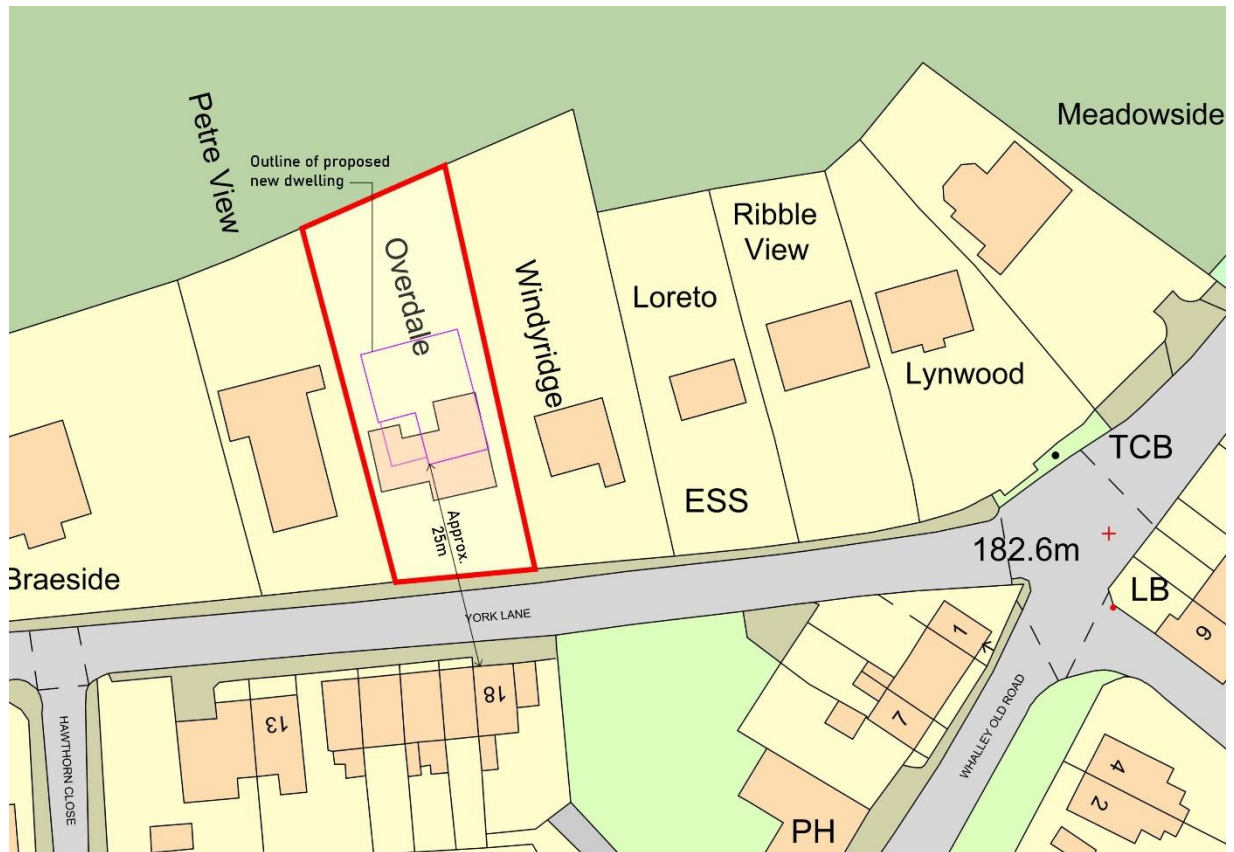 Meadowside
Petre View
Outline of proposed
new dwelling
Overdale
Windyridge
Ribble
View
Loreto
Lynwood
TCB
ESS
182.6m
Approx.
25m
Braeside
LB
YORK LANE
1
7
6
18
13
HAWTHORN CLOSE
WHALLEY OLD ROAD
4
2
PH